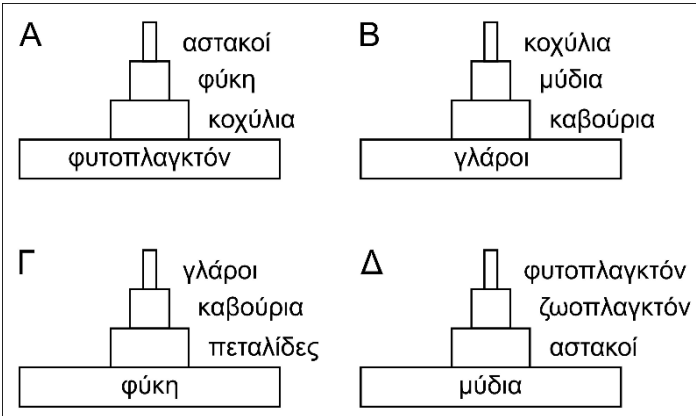 Α
αστακοί
φύκη
κοχύλια
φυτοπλαγκτόν
Β
κοχύλια
μύδια
καβούρια
γλάροι
Γ
γλάροι
καβούρια
πεταλίδες
φύκη
Δ
φυτοπλαγκτόν
ζωοπλαγκτόν
αστακοί
μύδια